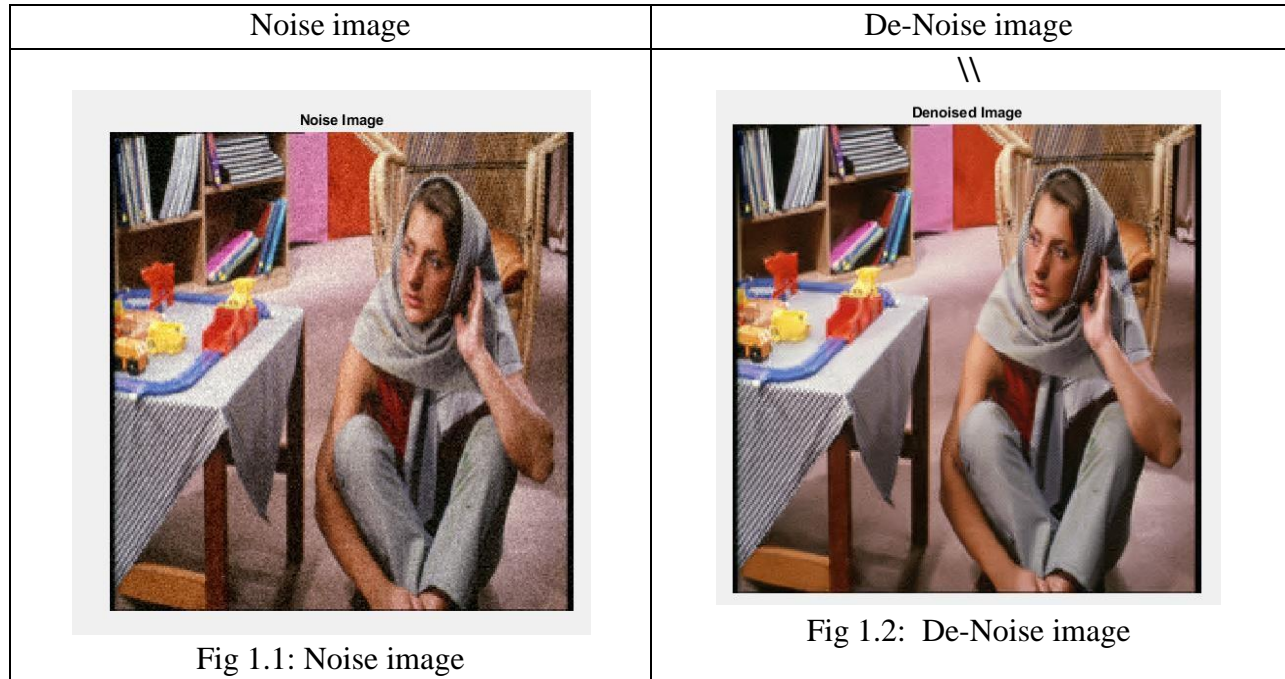 Noise image
De-Noise image
\\
Noise Image
Denoised Image
Fig 1.1: Noise image
Fig 1.2:  De-Noise image